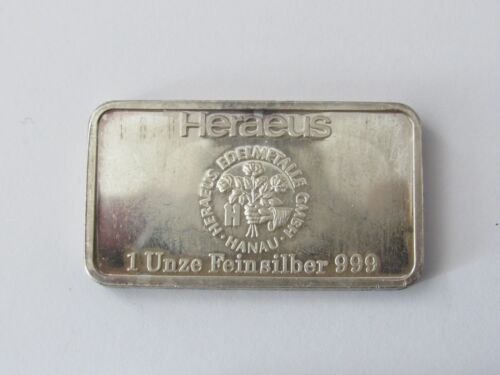 Heraeus
HERAEUS EDELMETALLE GMBH
H
· HANAU ·
1 Unze Feinsilber 999